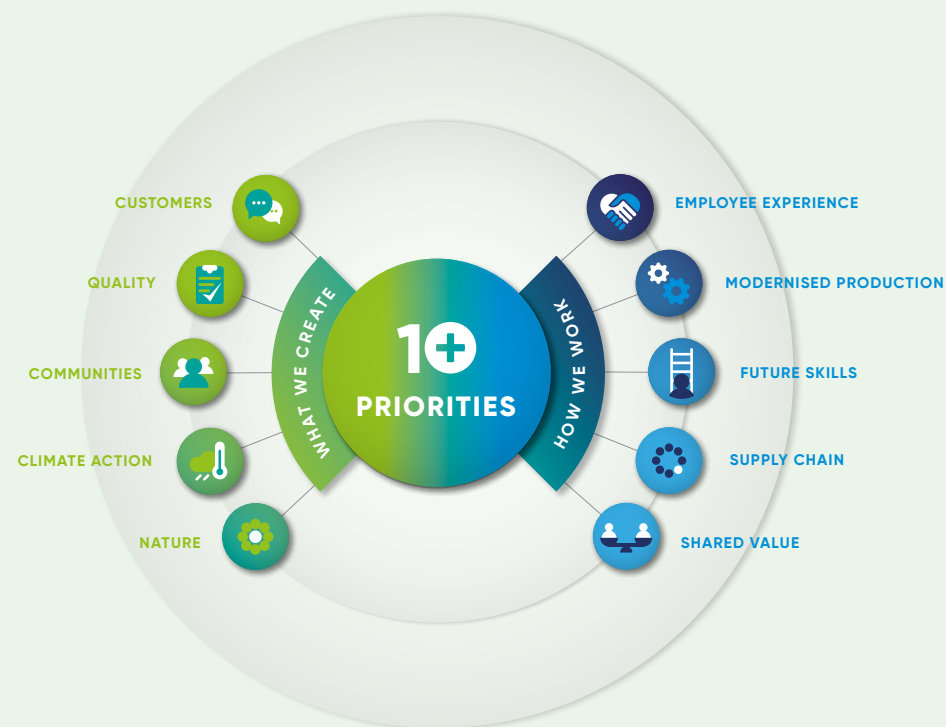 CUSTOMERS
QUALITY
COMMUNITIES
CLIMATE ACTION
NATURE
WHAT WE CREATE
1+
PRIORITIES
HOW WE WORK
EMPLOYEE EXPERIENCE
MODERNISED PRODUCTION
FUTURE SKILLS
SUPPLY CHAIN
SHARED VALUE